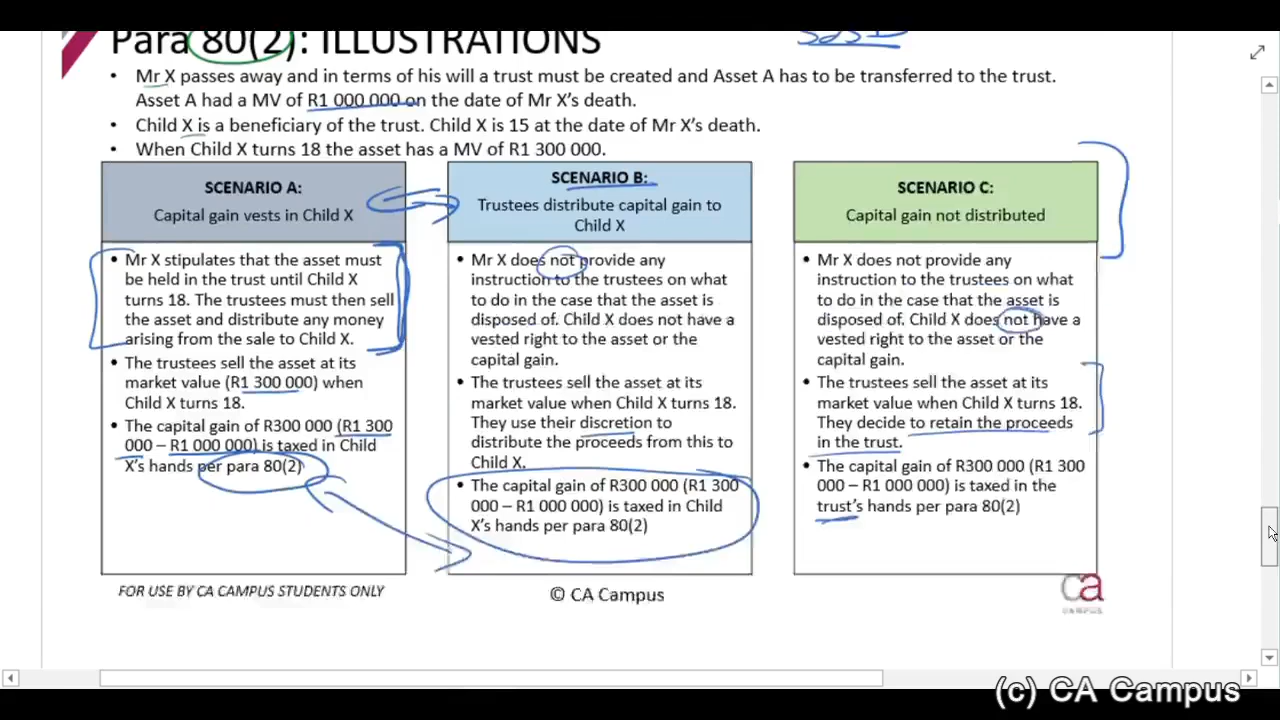 Para 80(2): ILLUSTRATIONS
• Mr X passes away and in terms of his will a trust must be created and Asset A has to be transferred to the trust.
Asset A had a MV of R1 000 000 on the date of Mr X's death.
• Child X is a beneficiary of the trust. Child X is 15 at the date of Mr X's death.
• When Child X turns 18 the asset has a MV of R1 300 000.
SCENARIO A:
Capital gain vests in Child X
• Mr X stipulates that the asset must
be held in the trust until Child X
turns 18. The trustees must then sell
the asset and distribute any money
arising from the sale to Child X.
• The trustees sell the asset at its
market value (R1 300 000) when
Child X turns 18.
• The capital gain of R300 000 (R1 300
000 – R1 000 000) is taxed in Child
X's hands per para 80(2)
SCENARIO B:
Trustees distribute capital gain to
Child X
• Mr X does not provide any
instruction to the trustees on what
to do in the case that the asset is
disposed of. Child X does not have a
vested right to the asset or the
capital gain.
• The trustees sell the asset at its
market value when Child X turns 18.
They use their discretion to
distribute the proceeds from this to
Child X.
• The capital gain of R300 000 (R1 300
000 – R1 000 000) is taxed in Child
X's hands per para 80(2)
SCENARIO C:
Capital gain not distributed
• Mr X does not provide any
instruction to the trustees on what
to do in the case that the asset is
disposed of. Child X does not have a
vested right to the asset or the
capital gain.
• The trustees sell the asset at its
market value when Child X turns 18.
They decide to retain the proceeds
in the trust.
• The capital gain of R300 000 (R1 300
000 – R1 000 000) is taxed in the
trust's hands per para 80(2)
FOR USE BY CA CAMPUS STUDENTS ONLY
© CA Campus
ca
CAMPUS
(c) CA Campus